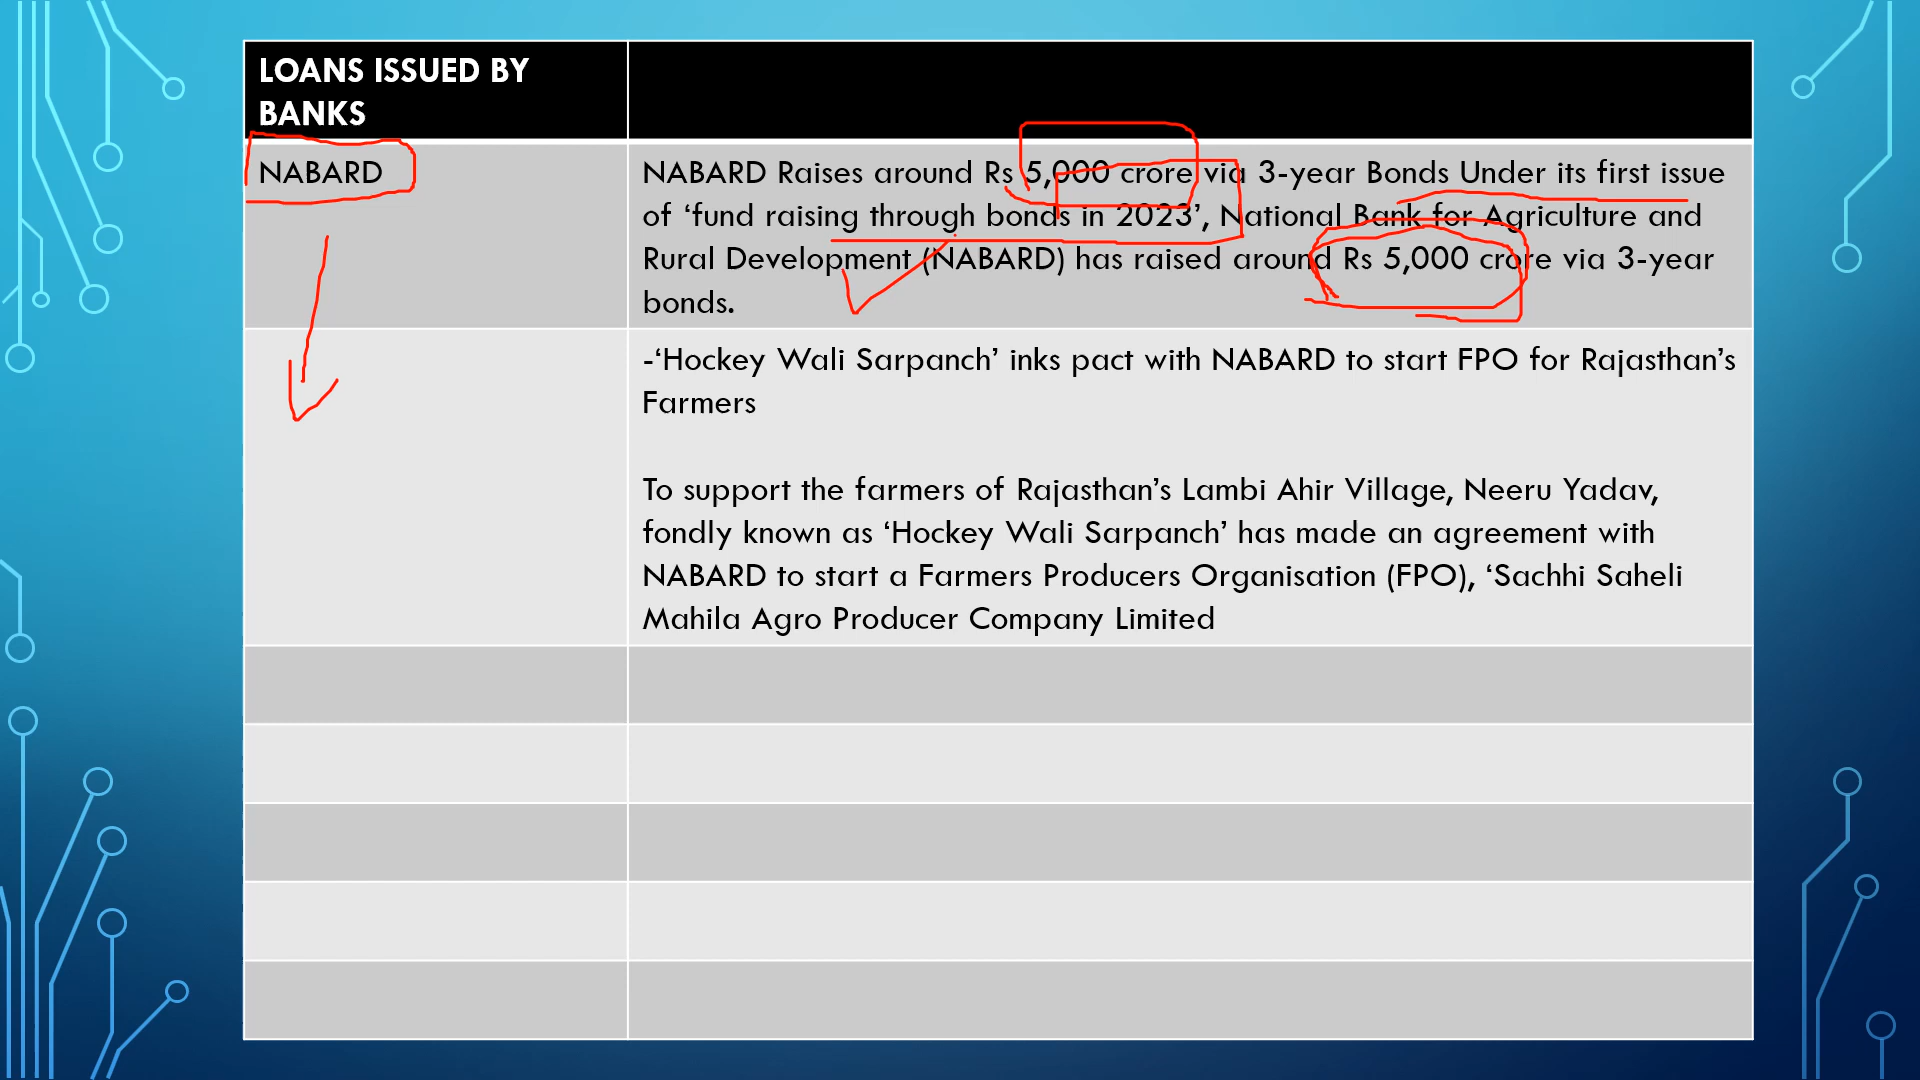 LOANS ISSUED BY
BANKS
NABARD
NABARD Raises around Rs 5,000 crore via 3-year Bonds Under its first issue
of ‘fund raising through bonds in 2023’, National Bank for Agriculture and
Rural Development (NABARD) has raised around Rs 5,000 crore via 3-year
bonds.
-‘Hockey Wali Sarpanch’ inks pact with NABARD to start FPO for Rajasthan’s
Farmers
To support the farmers of Rajasthan’s Lambi Ahir Village, Neeru Yadav,
fondly known as ‘Hockey Wali Sarpanch’ has made an agreement with
NABARD to start a Farmers Producers Organisation (FPO), ‘Sachhi Saheli
Mahila Agro Producer Company Limited